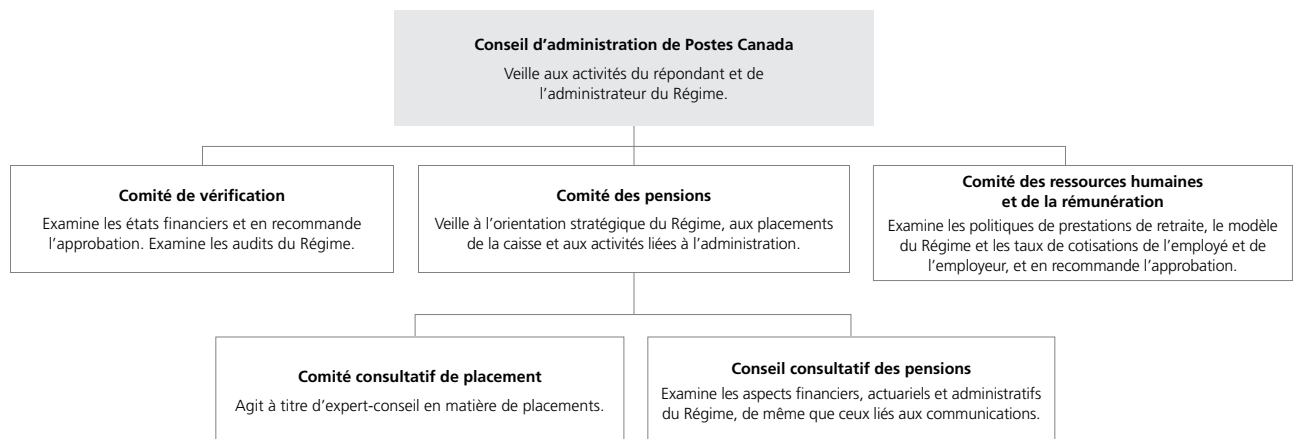 Conseil d’administration de Postes Canada
Veille aux activités du répondant et de
l’administrateur du Régime.
Comité de vérification
Examine les états financiers et en recommande
l’approbation. Examine les audits du Régime.
Comité des pensions
Veille à l’orientation stratégique du Régime, aux placements
de la caisse et aux activités liées à l’administration.
Comité des ressources humaines
et de la rémunération
Examine les politiques de prestations de retraite, le modèle
du Régime et les taux de cotisations de l’employé et de
l’employeur, et en recommande l’approbation.
Comité consultatif de placement
Agit à titre d’expert-conseil en matière de placements.
Conseil consultatif des pensions
Examine les aspects financiers, actuariels et administratifs
du Régime, de même que ceux liés aux communications.